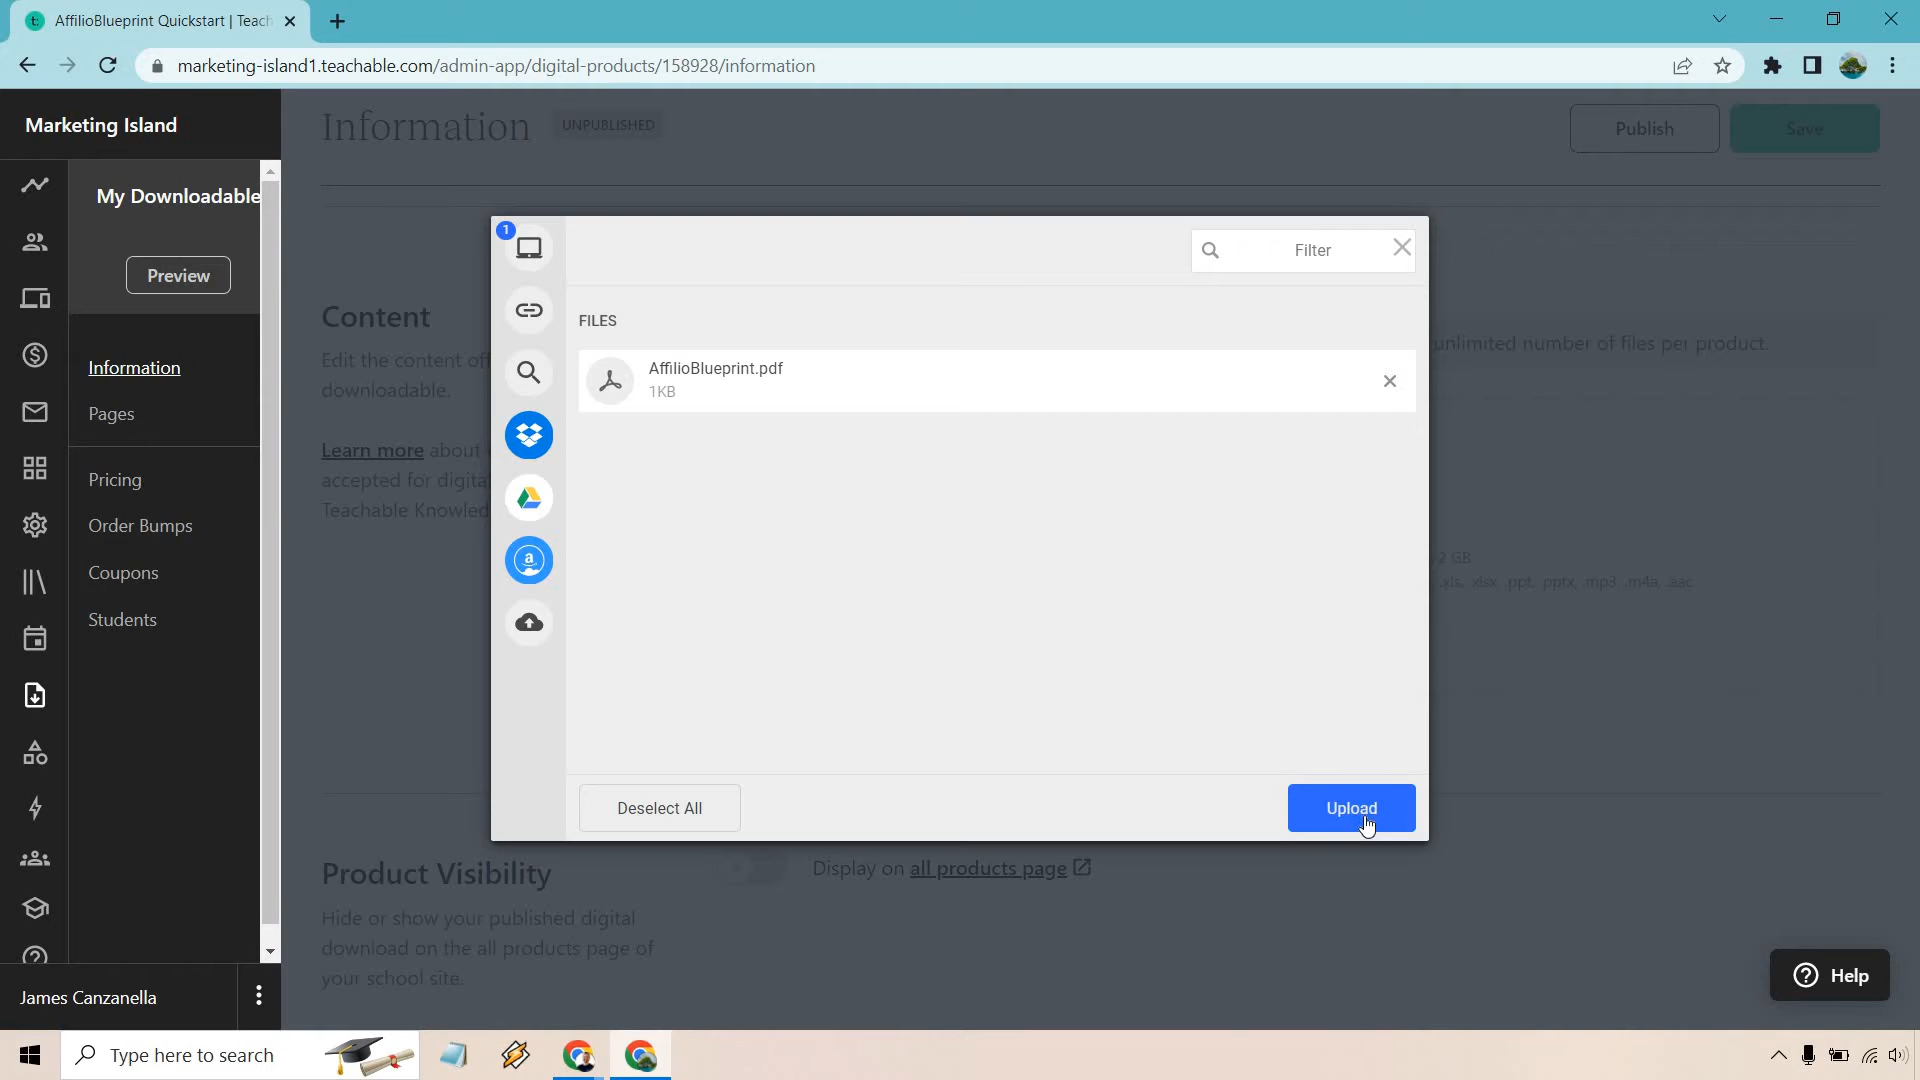 AffilioBlueprint Quickstart | Teach
marketing-island1.teachable.com/admin-app/digital-products/158928/information
Marketing Island
My Downloadable
Preview
Information
Pages
Pricing
Order Bumps
Coupons
Students
James Canzanella
Information
UNPUBLISHED
Publish
Save
Content
Edit the content of
downloadable.
Learn more about
accepted for digita
Teachable Knowled
unlimited number of files per product.
2 GB
.xls, .xlsx, .ppt, .pptx, .mp3, .m4a, .aac
1
Filter
FILES
AffilioBlueprint.pdf
1KB
Deselect All
Upload
Product Visibility
Hide or show your published digital
download on the all products page of
your school site.
Display on all products page
Help
Type here to search